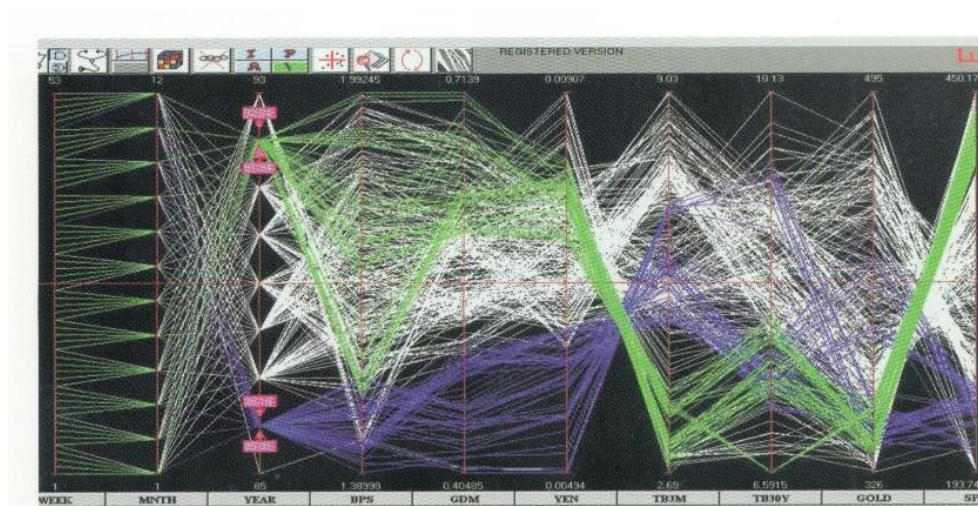 REGISTERED VERSION
53 12 93 1.99245 0.7139 0.00907 9.03 10.13 495 450.17
1 1 85 1.38998 0.40485 0.00494 2.69 6.5915 326 193.74
WEEK MNTH YEAR BPS GDM YEN TB3M TB30Y GOLD SP